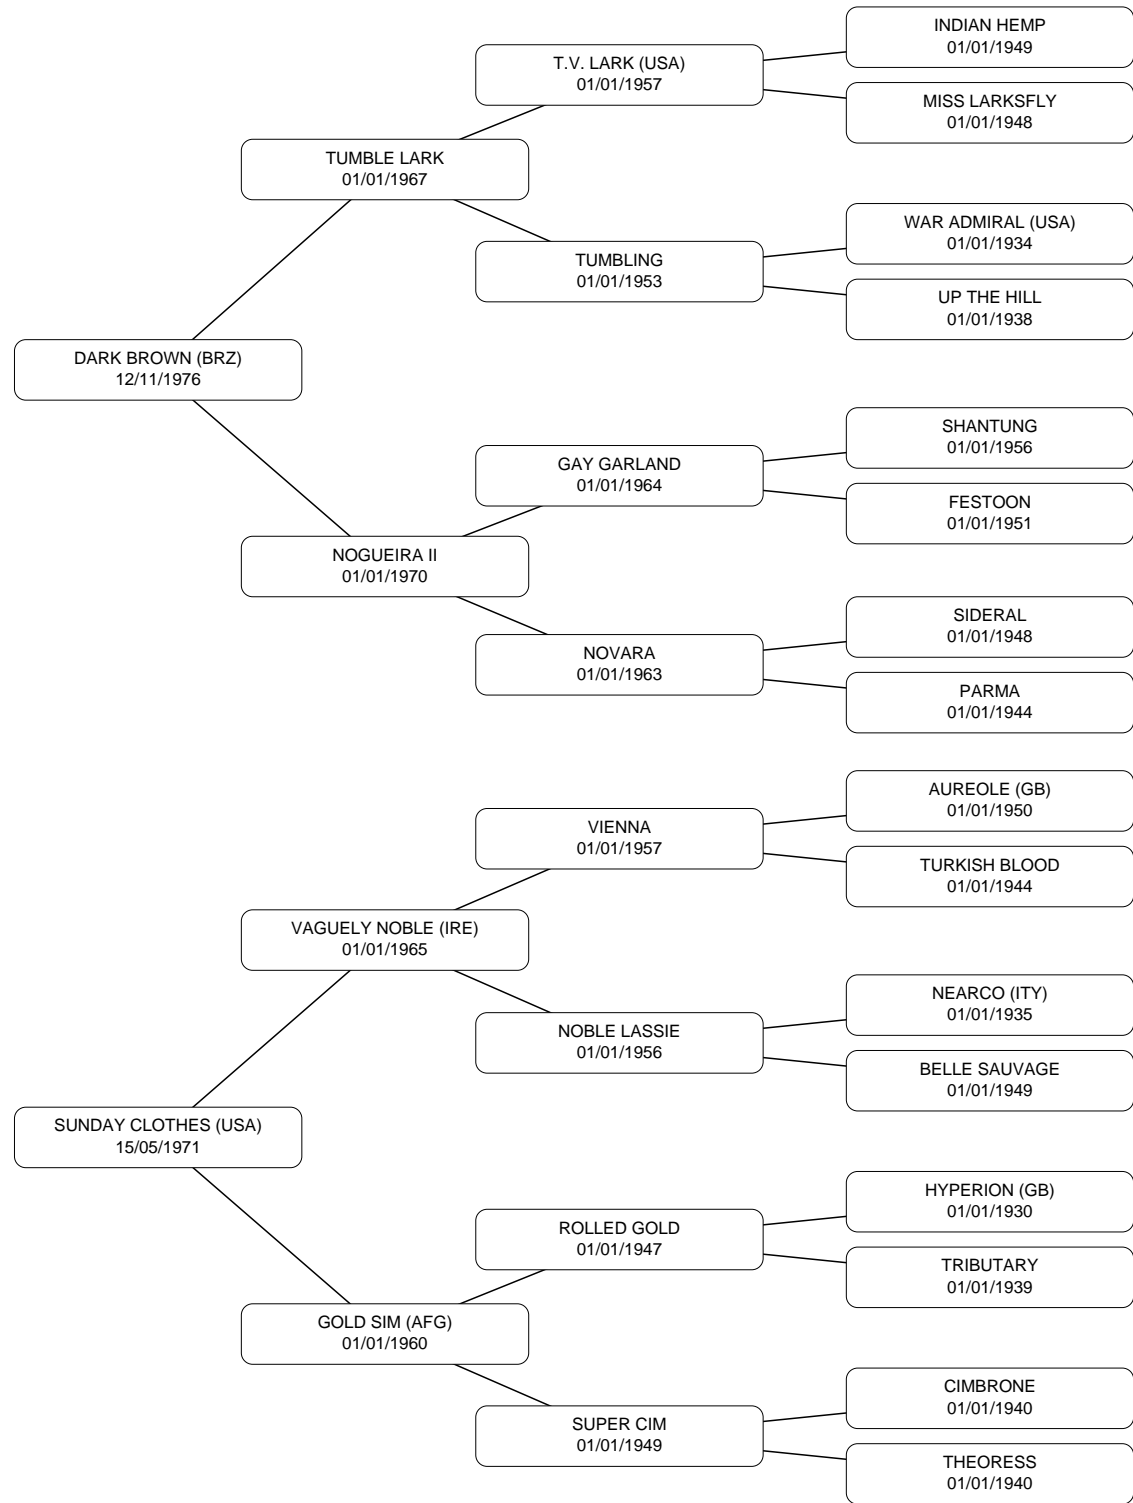 INDIAN HEMP
01/01/1949
T.V. LARK (USA)
01/01/1957
MISS LARKSFLY
01/01/1948
TUMBLE LARK
01/01/1967
WAR ADMIRAL (USA)
01/01/1934
TUMBLING
01/01/1953
UP THE HILL
01/01/1938
DARK BROWN (BRZ)
12/11/1976
SHANTUNG
01/01/1956
GAY GARLAND
01/01/1964
FESTOON
01/01/1951
NOGUEIRA II
01/01/1970
SIDERAL
01/01/1948
NOVARA
01/01/1963
PARMA
01/01/1944
AUREOLE (GB)
01/01/1950
VIENNA
01/01/1957
TURKISH BLOOD
01/01/1944
VAGUELY NOBLE (IRE)
01/01/1965
NEARCO (ITY)
01/01/1935
NOBLE LASSIE
01/01/1956
BELLE SAUVAGE
01/01/1949
SUNDAY CLOTHES (USA)
15/05/1971
HYPERION (GB)
01/01/1930
ROLLED GOLD
01/01/1947
TRIBUTARY
01/01/1939
GOLD SIM (AFG)
01/01/1960
CIMBRONE
01/01/1940
SUPER CIM
01/01/1949
THEORESS
01/01/1940